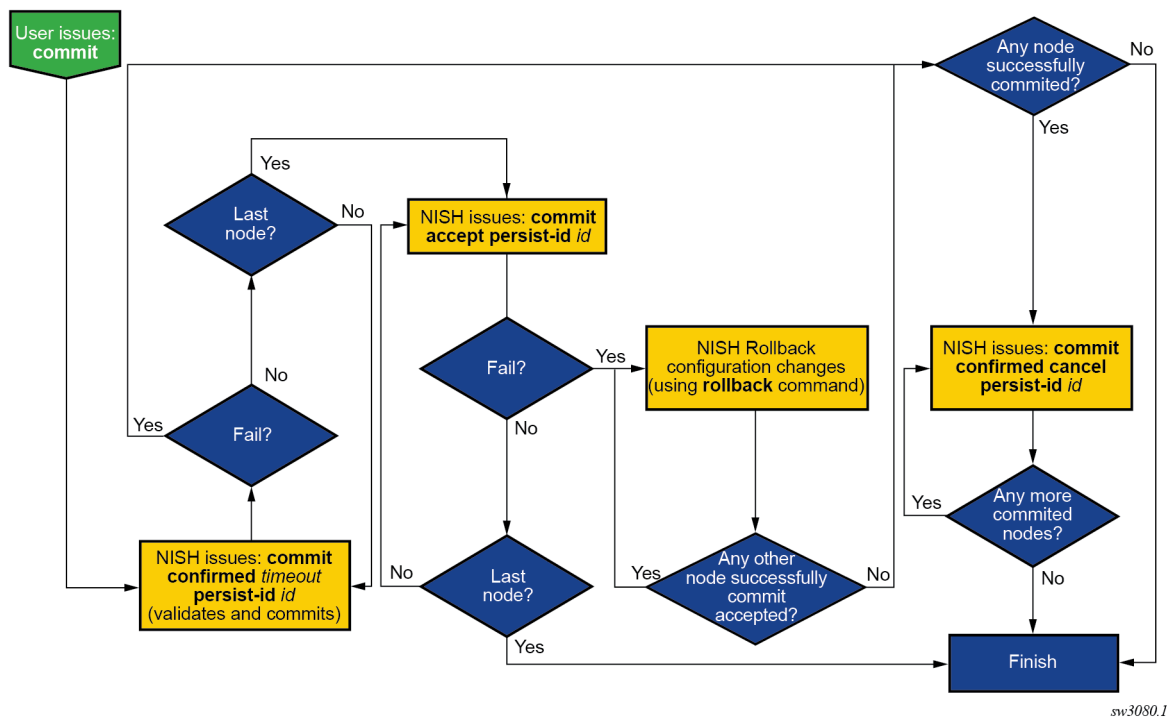 User issues:
commit
Any node
successfully
commited?
No
Yes
Yes
Last
node?
No
NISH issues: commit
accept persist-id id
Fail?
No
Yes
NISH issues: commit
confirmed timeout
persist-id id
(validates and commits)
Fail?
Yes
No
Last
node?
No
Yes
NISH Rollback
configuration changes
(using rollback command)
Any other
node successfully
commit
accepted?
Yes
No
NISH issues: commit
confirmed cancel
persist-id id
Any more
commited
nodes?
Yes
No
Finish
sw3080.1